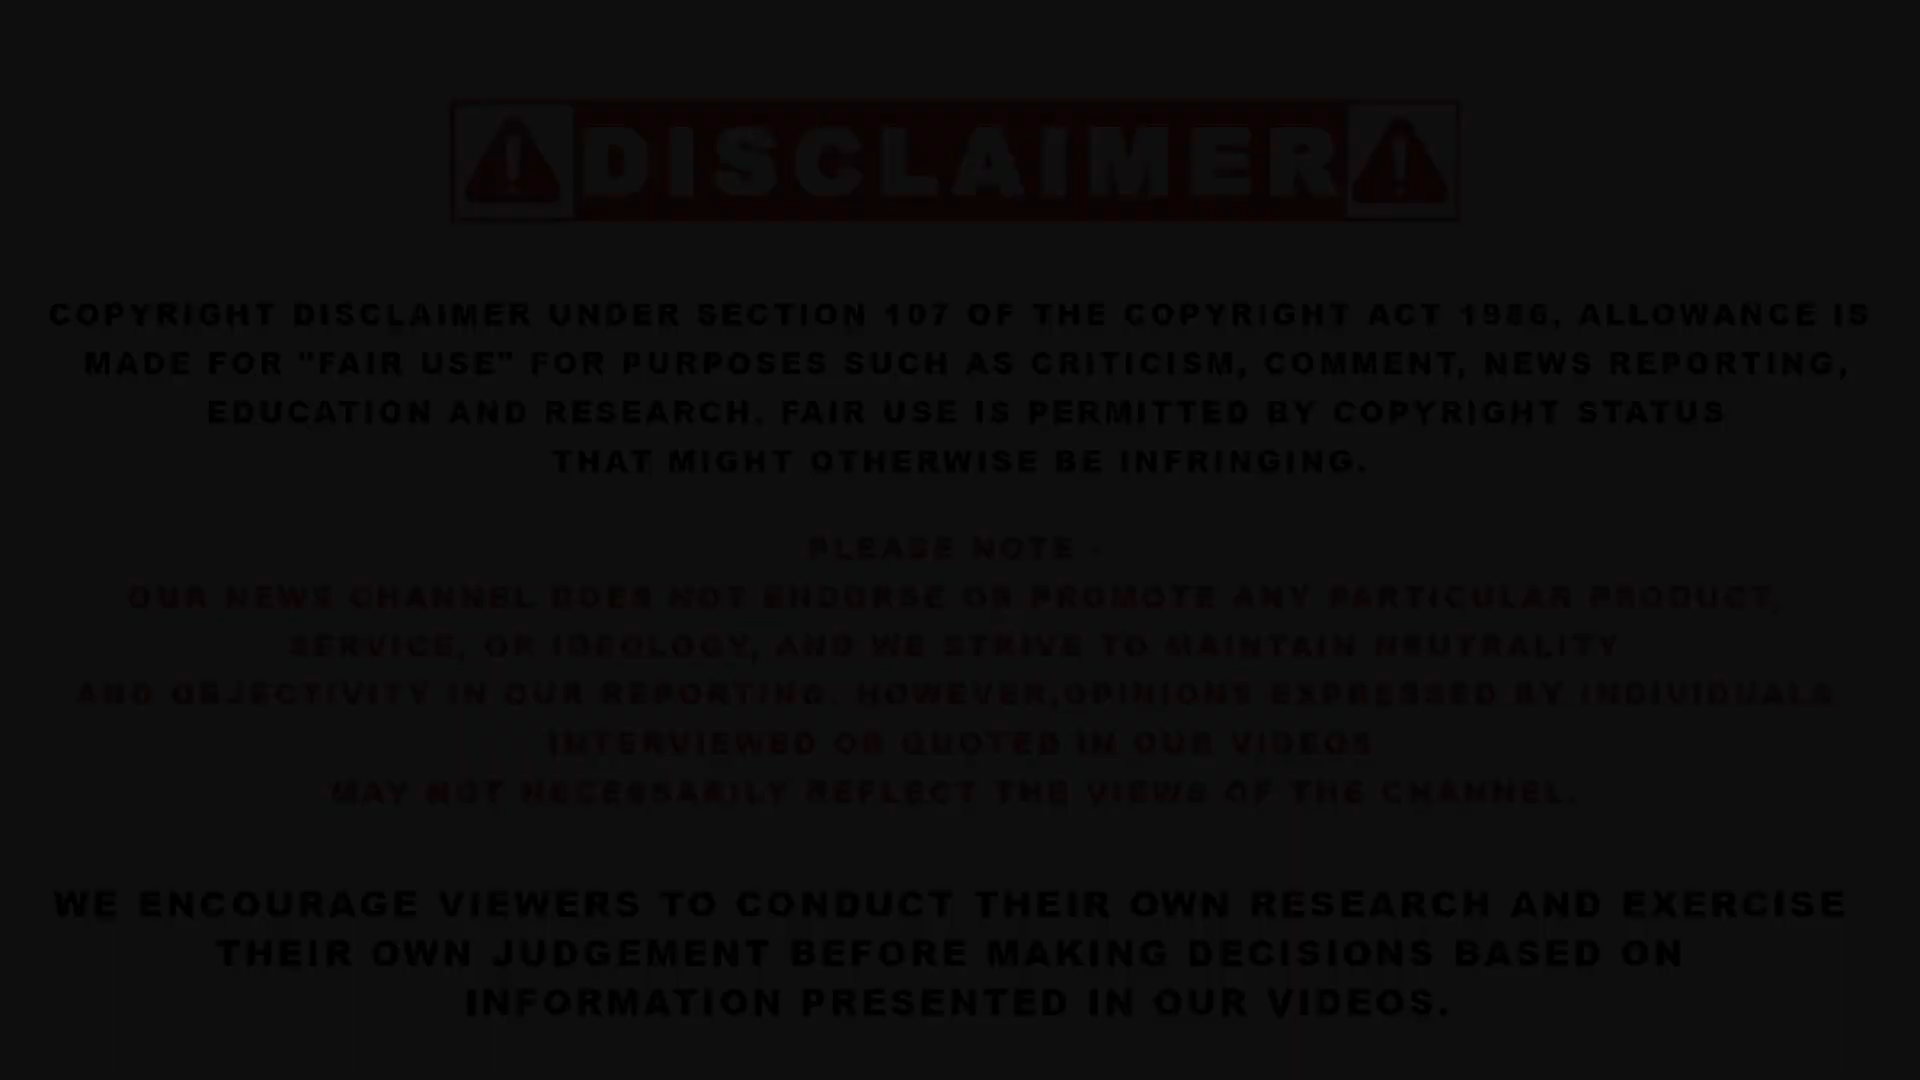 DISCLAIMER
COPYRIGHT DISCLAIMER UNDER SECTION 107 OF THE COPYRIGHT ACT 1986, ALLOWANCE IS
MADE FOR "FAIR USE" FOR PURPOSES SUCH AS CRITICISM, COMMENT, NEWS REPORTING,
EDUCATION AND RESEARCH. FAIR USE IS PERMITTED BY COPYRIGHT STATUS
THAT MIGHT OTHERWISE BE INFRINGING.
PLEASE NOTE -
OUR NEWS CHANNEL DOES NOT ENDORSE OR PROMOTE ANY PARTICULAR PRODUCT,
SERVICE, OR IDEOLOGY, AND WE STRIVE TO MAINTAIN NEUTRALITY
AND OBJECTIVITY IN OUR REPORTING. HOWEVER,OPINIONS EXPRESSED BY INDIVIDUALS
INTERVIEWED OR QUOTED IN OUR VIDEOS
MAY NOT NECESSARILY REFLECT THE VIEWS OF THE CHANNEL.
WE ENCOURAGE VIEWERS TO CONDUCT THEIR OWN RESEARCH AND EXERCISE
THEIR OWN JUDGEMENT BEFORE MAKING DECISIONS BASED ON
INFORMATION PRESENTED IN OUR VIDEOS.